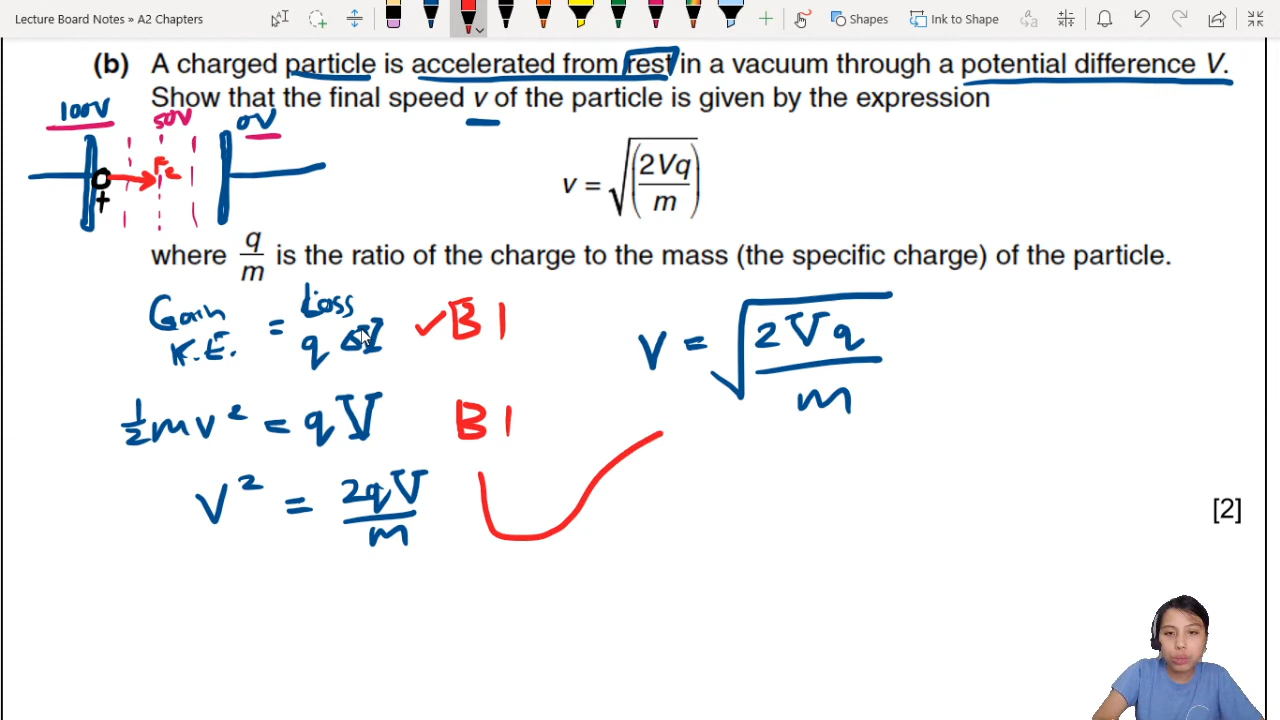 Lecture Board Notes » A2 Chapters
Shapes
Ink to Shape
(b) A charged particle is accelerated from rest in a vacuum through a potential difference V.
Show that the final speed v of the particle is given by the expression
100V 50V 0V
Fe
+
v = √(2Vq/m)
where q/m is the ratio of the charge to the mass (the specific charge) of the particle.
Gain K.E. = Loss qΔV ✓ B1
v = √(2Vq/m)
½mv² = qV B1
v² = 2qV/m
[2]